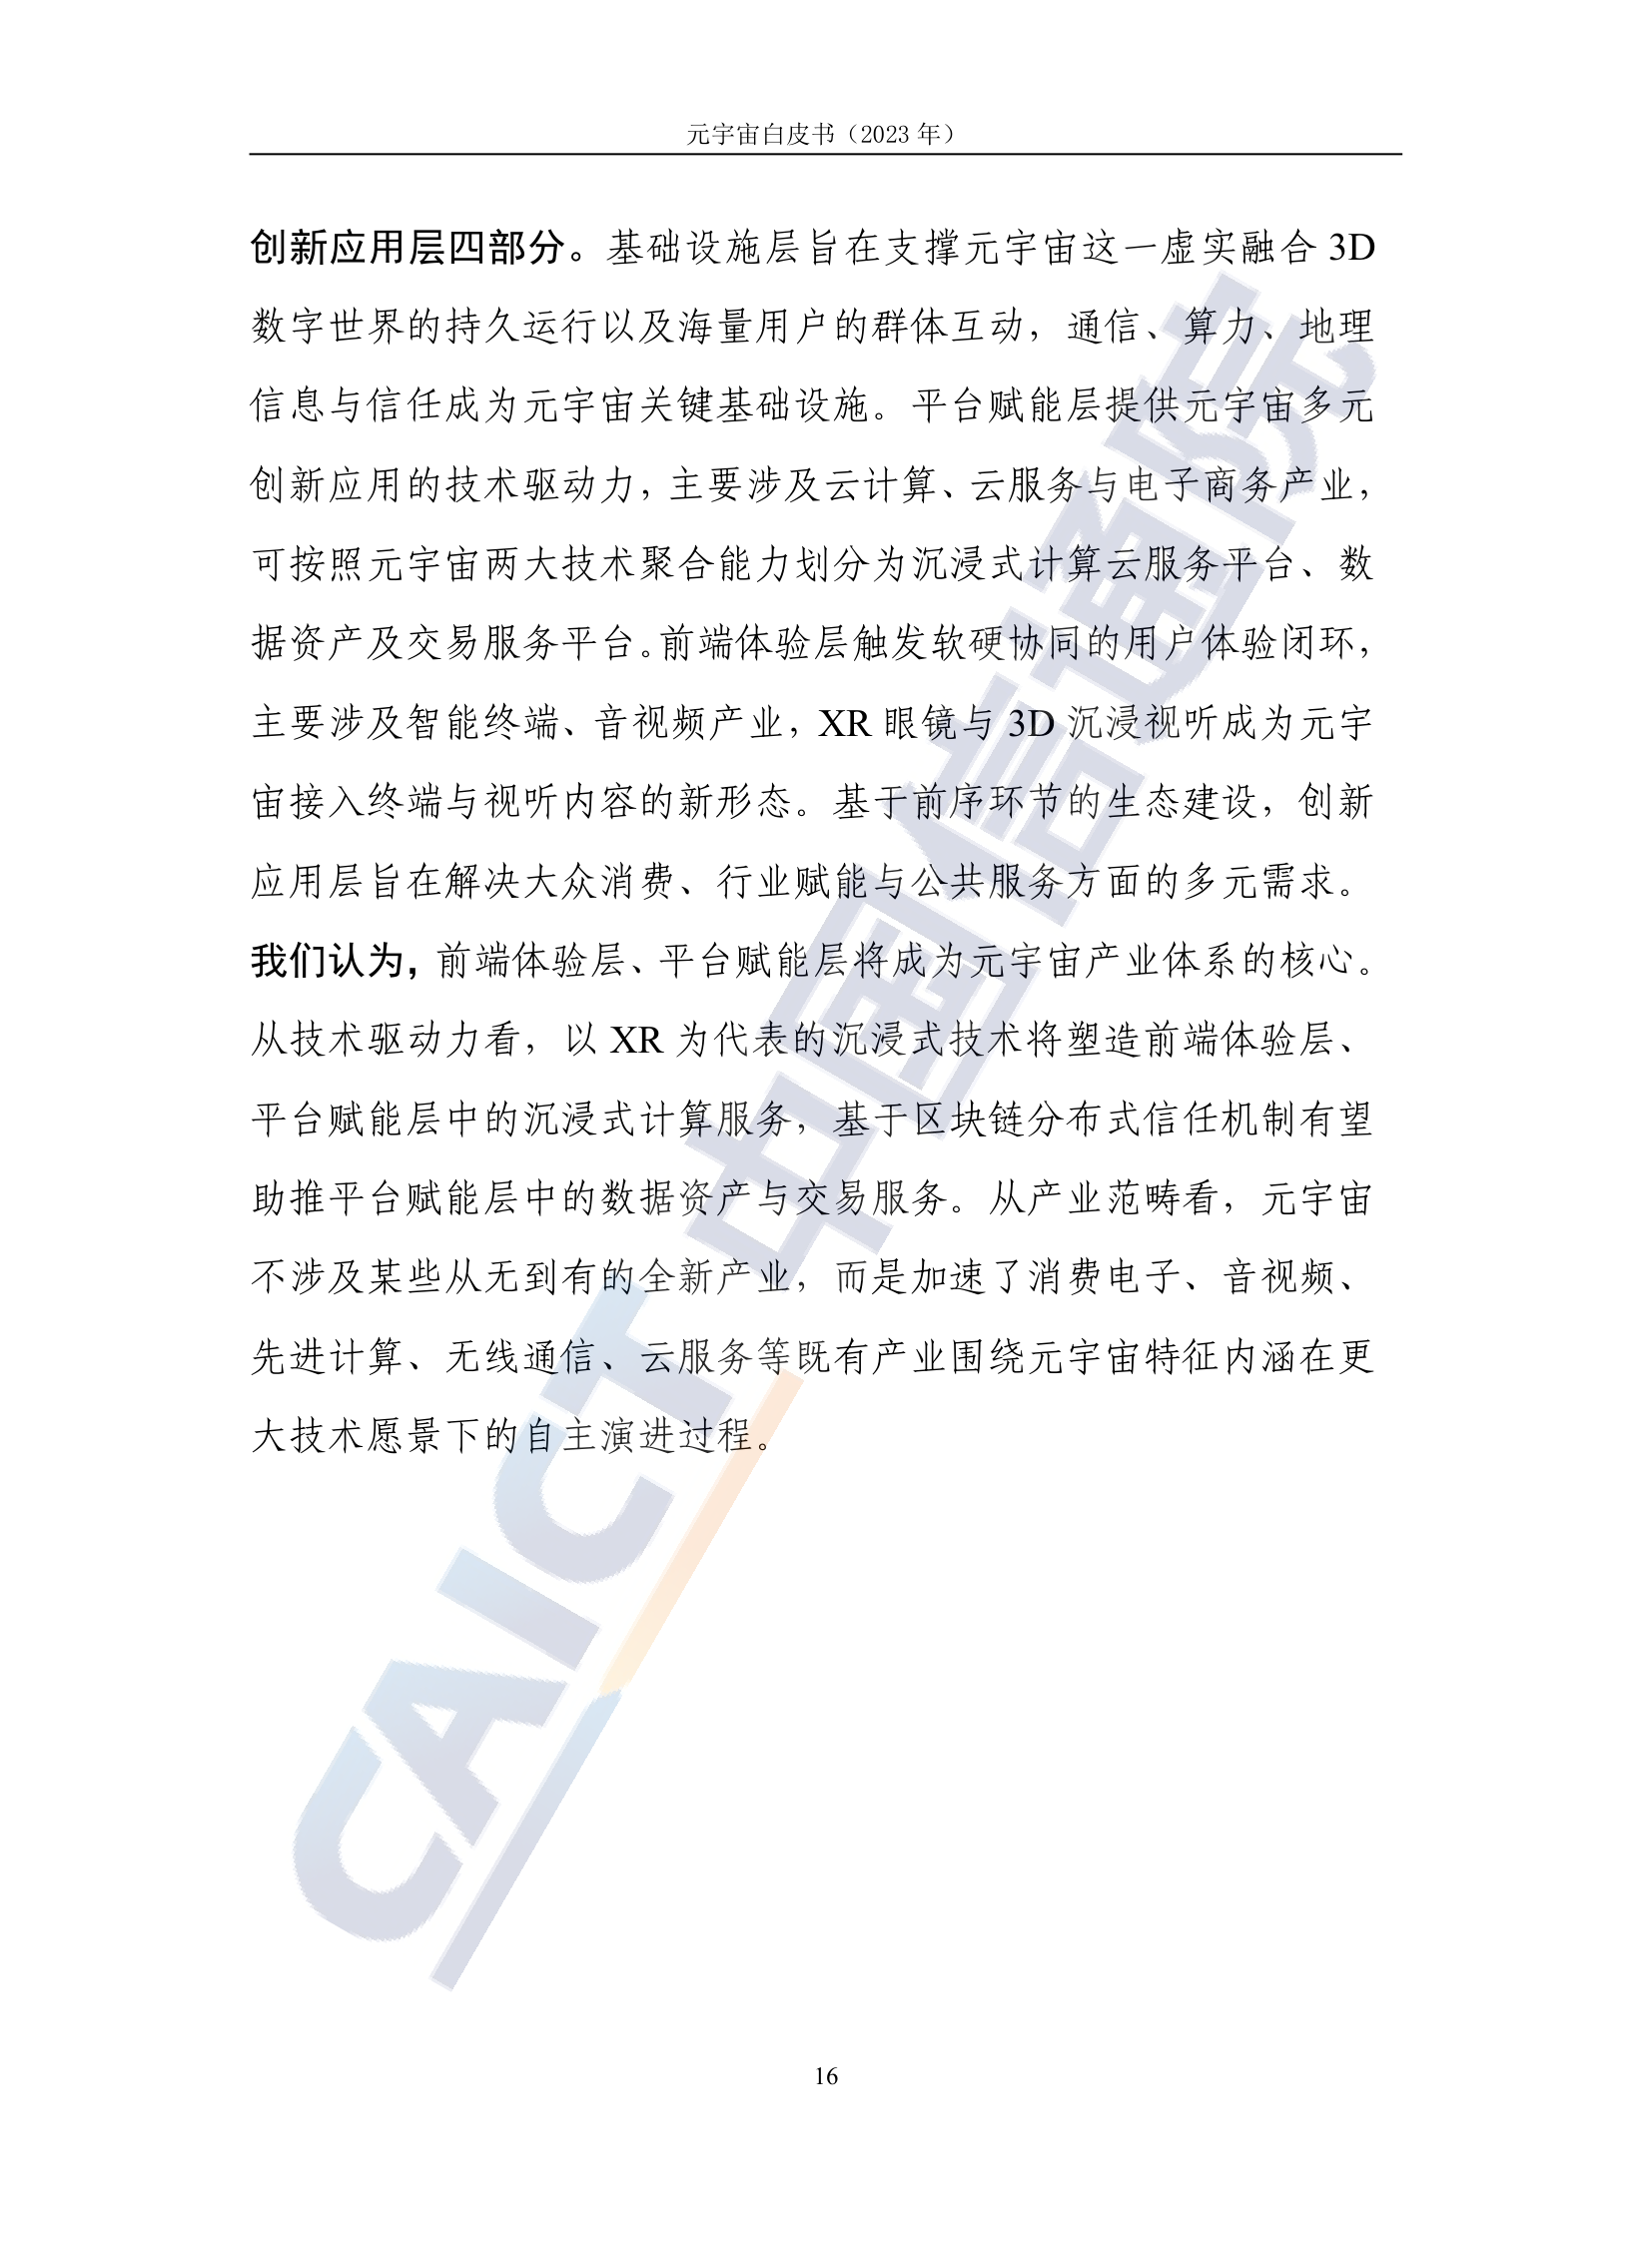 元宇宙白皮书（2023 年）
创新应用层四部分。基础设施层旨在支撑元宇宙这一虚实融合 3D
数字世界的持久运行以及海量用户的群体互动，通信、算力、地理
信息与信任成为元宇宙关键基础设施。平台赋能层提供元宇宙多元
创新应用的技术驱动力，主要涉及云计算、云服务与电子商务产业，
可按照元宇宙两大技术聚合能力划分为沉浸式计算云服务平台、数
据资产及交易服务平台。前端体验层触发软硬协同的用户体验闭环，
主要涉及智能终端、音视频产业，XR 眼镜与 3D 沉浸视听成为元宇
宙接入终端与视听内容的新形态。基于前序环节的生态建设，创新
应用层旨在解决大众消费、行业赋能与公共服务方面的多元需求。
我们认为，前端体验层、平台赋能层将成为元宇宙产业体系的核心。
从技术驱动力看，以 XR 为代表的沉浸式技术将塑造前端体验层、
平台赋能层中的沉浸式计算服务，基于区块链分布式信任机制有望
助推平台赋能层中的数据资产与交易服务。从产业范畴看，元宇宙
不涉及某些从无到有的全新产业，而是加速了消费电子、音视频、
先进计算、无线通信、云服务等既有产业围绕元宇宙特征内涵在更
大技术愿景下的自主演进过程。
CAICT 中国信通院
16